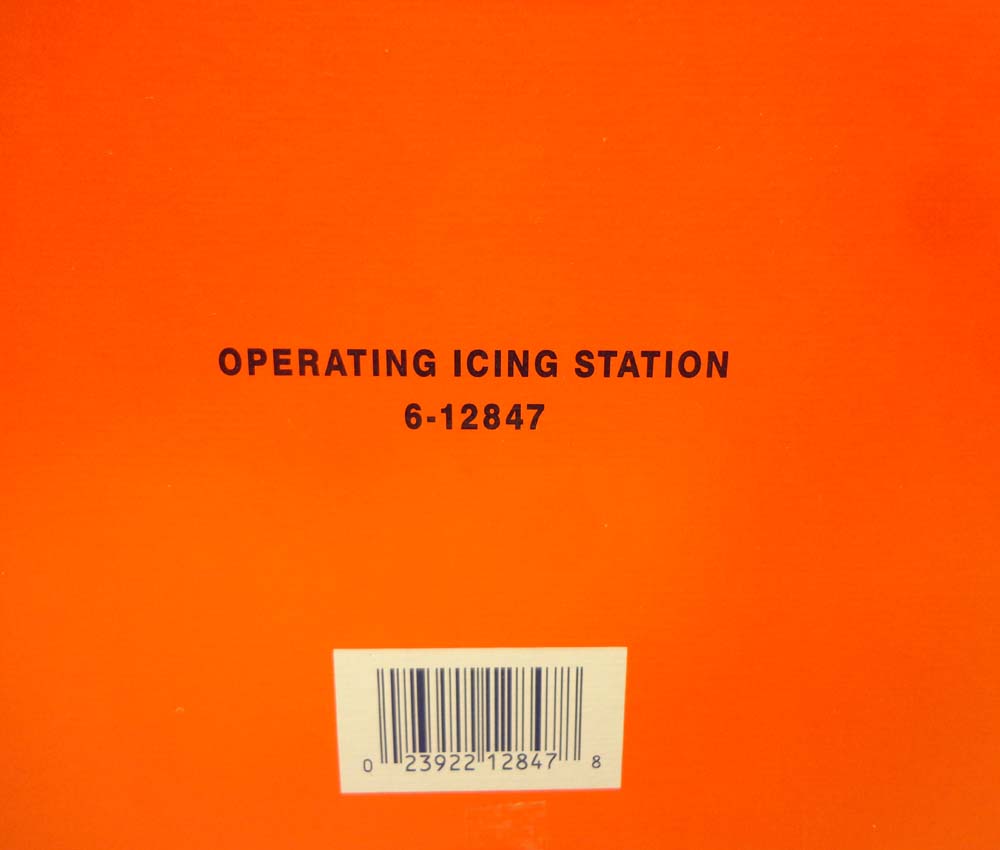 OPERATING ICING STATION
6-12847
0 23922 12847 8